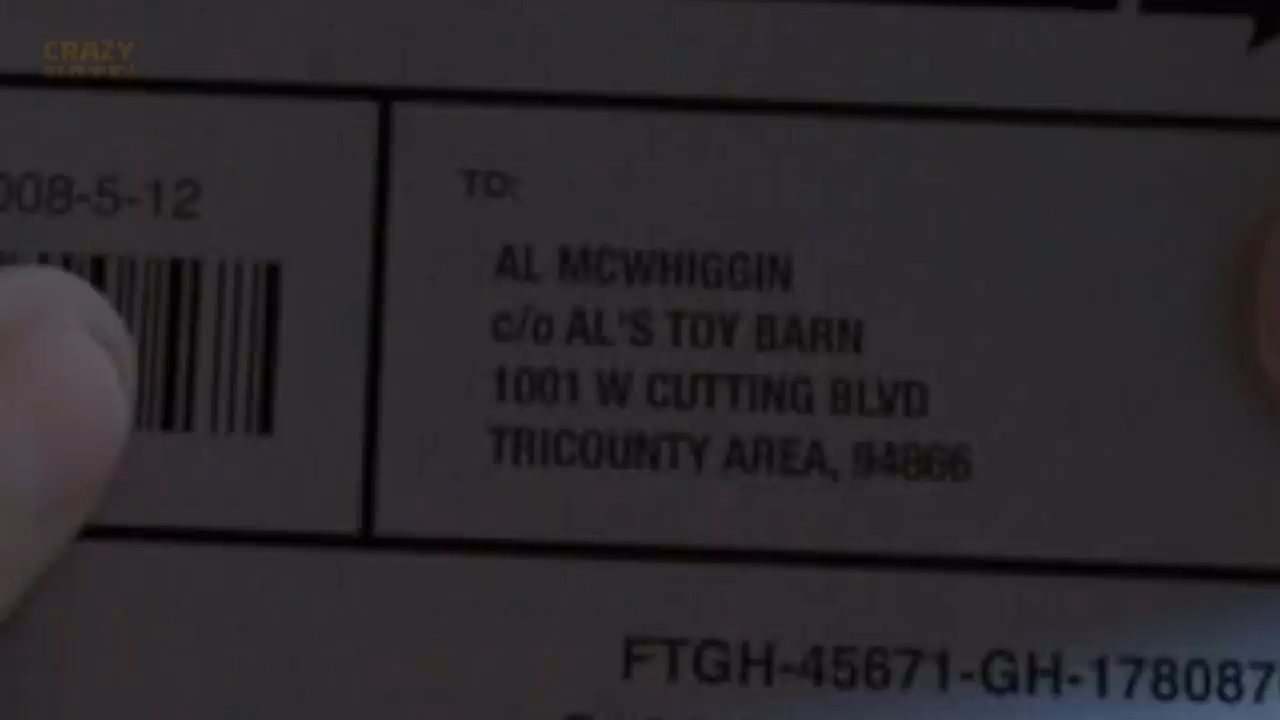 CRAZY
TO:
008-5-12
AL MCWHIGGIN
c/o AL'S TOY BARN
1001 W CUTTING BLVD
TRICOUNTY AREA, 94866
FTGH-45671-GH-178087